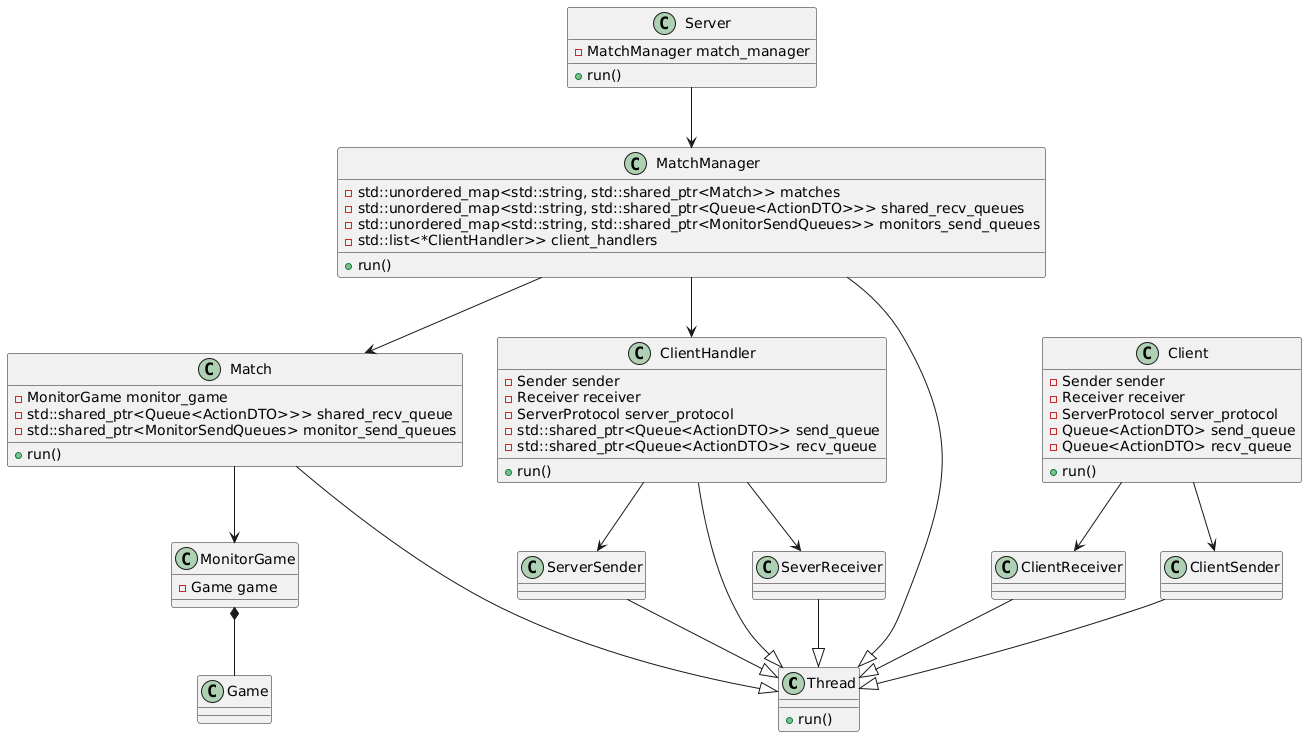 C Server
MatchManager match_manager
run()
C MatchManager
std::unordered_map<std::string, std::shared_ptr<Match>> matches
std::unordered_map<std::string, std::shared_ptr<Queue<ActionDTO>>> shared_recv_queues
std::unordered_map<std::string, std::shared_ptr<MonitorSendQueues>> monitors_send_queues
std::list<*ClientHandler>> client_handlers
run()
C Match
MonitorGame monitor_game
std::shared_ptr<Queue<ActionDTO>>> shared_recv_queue
std::shared_ptr<MonitorSendQueues> monitor_send_queues
run()
C ClientHandler
Sender sender
Receiver receiver
ServerProtocol server_protocol
std::shared_ptr<Queue<ActionDTO>> send_queue
std::shared_ptr<Queue<ActionDTO>> recv_queue
run()
C Client
Sender sender
Receiver receiver
ServerProtocol server_protocol
Queue<ActionDTO> send_queue
Queue<ActionDTO> recv_queue
run()
C MonitorGame
Game game
C ServerSender
C SeverReceiver
C ClientReceiver
C ClientSender
C Game
C Thread
run()